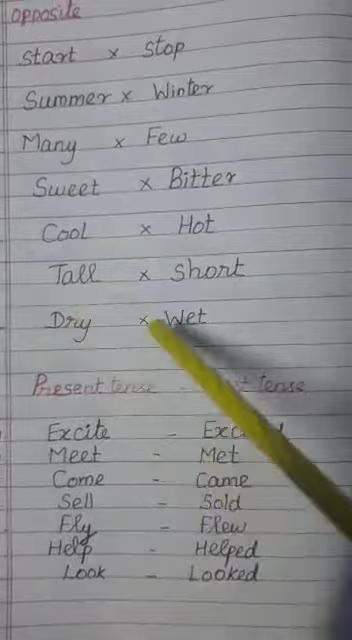 Opposite
Start x Stop
Summer x Winter
Many x Few
Sweet x Bitter
Cool x Hot
Tall x Short
Dry x Wet
Present tense - tense
Excite -
Meet - Met
Come - Came
Sell - Sold
Fly - Flew
Help - Helped
Look - Looked